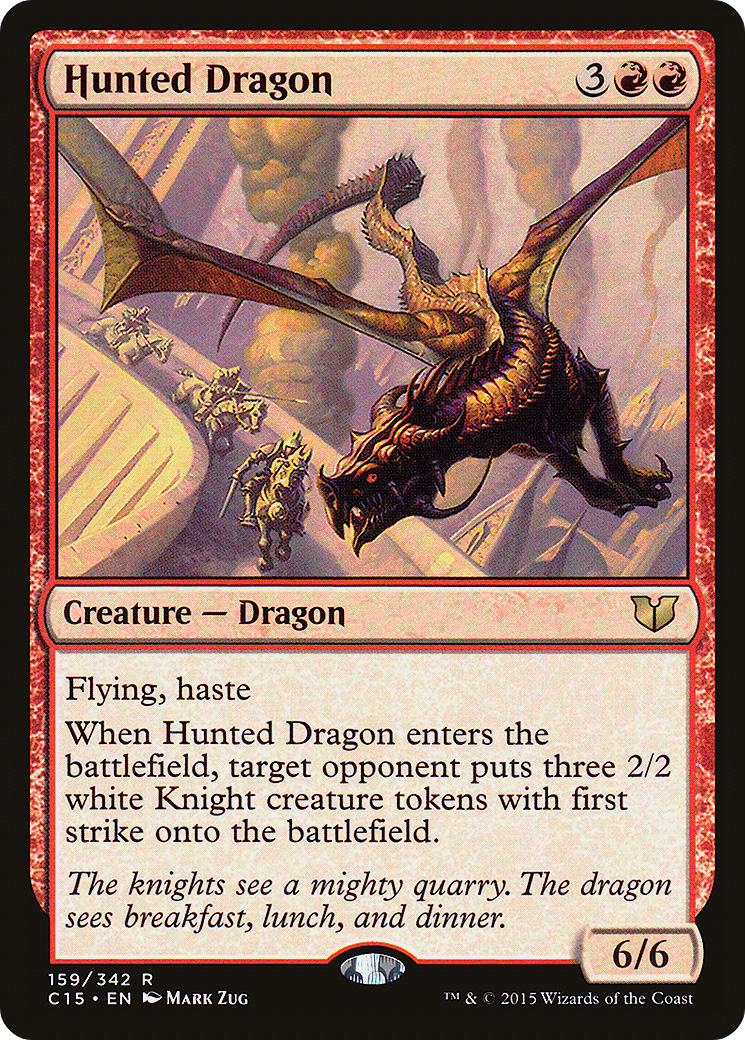 Hunted Dragon 3
Creature — Dragon
Flying, haste
When Hunted Dragon enters the
battlefield, target opponent puts three 2/2
white Knight creature tokens with first
strike onto the battlefield.
The knights see a mighty quarry. The dragon
sees breakfast, lunch, and dinner.
6/6
159/342 R
C15 • EN Mark Zug
™ & © 2015 Wizards of the Coast